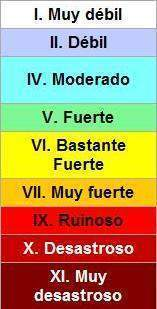 I. Muy débil
II. Débil
IV. Moderado
V. Fuerte
VI. Bastante
Fuerte
VII. Muy fuerte
IX. Ruinoso
X. Desastroso
XI. Muy
desastroso